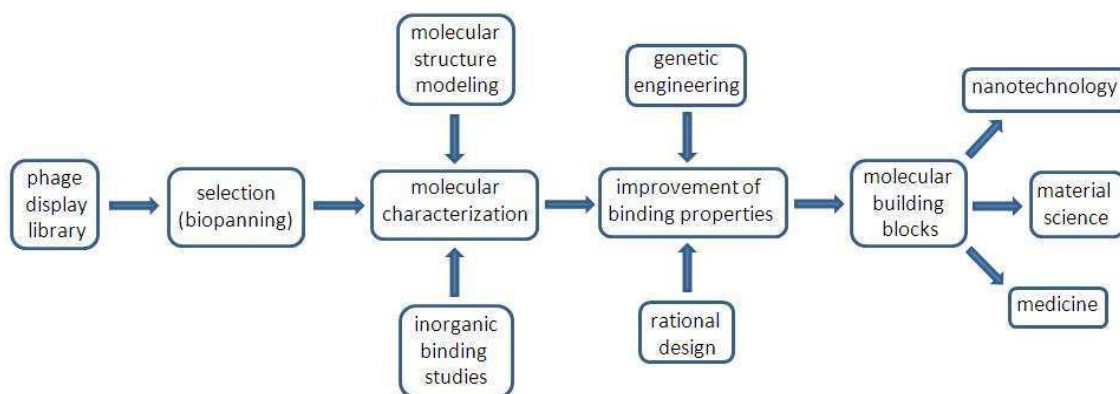 phage
display
library
selection
(biopanning)
molecular
structure
modeling
molecular
characterization
inorganic
binding
studies
genetic
engineering
improvement of
binding properties
rational
design
molecular
building
blocks
nanotechnology
material
science
medicine